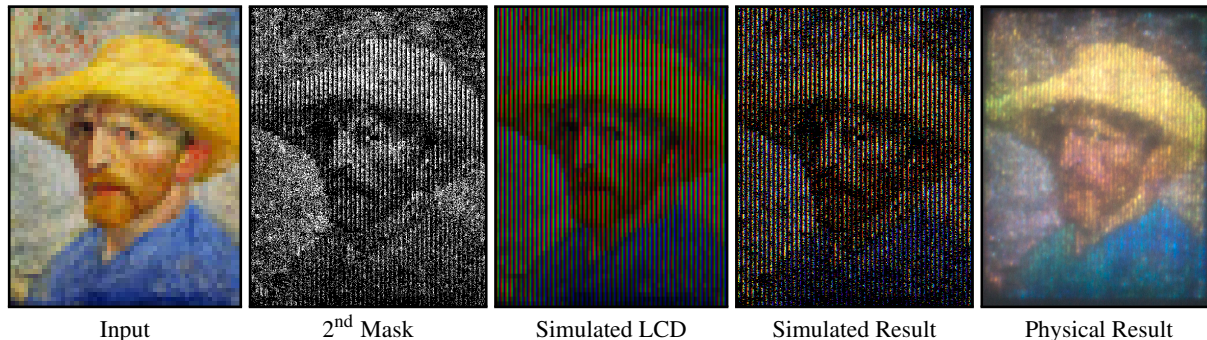 Input
2nd Mask
Simulated LCD
Simulated Result
Physical Result